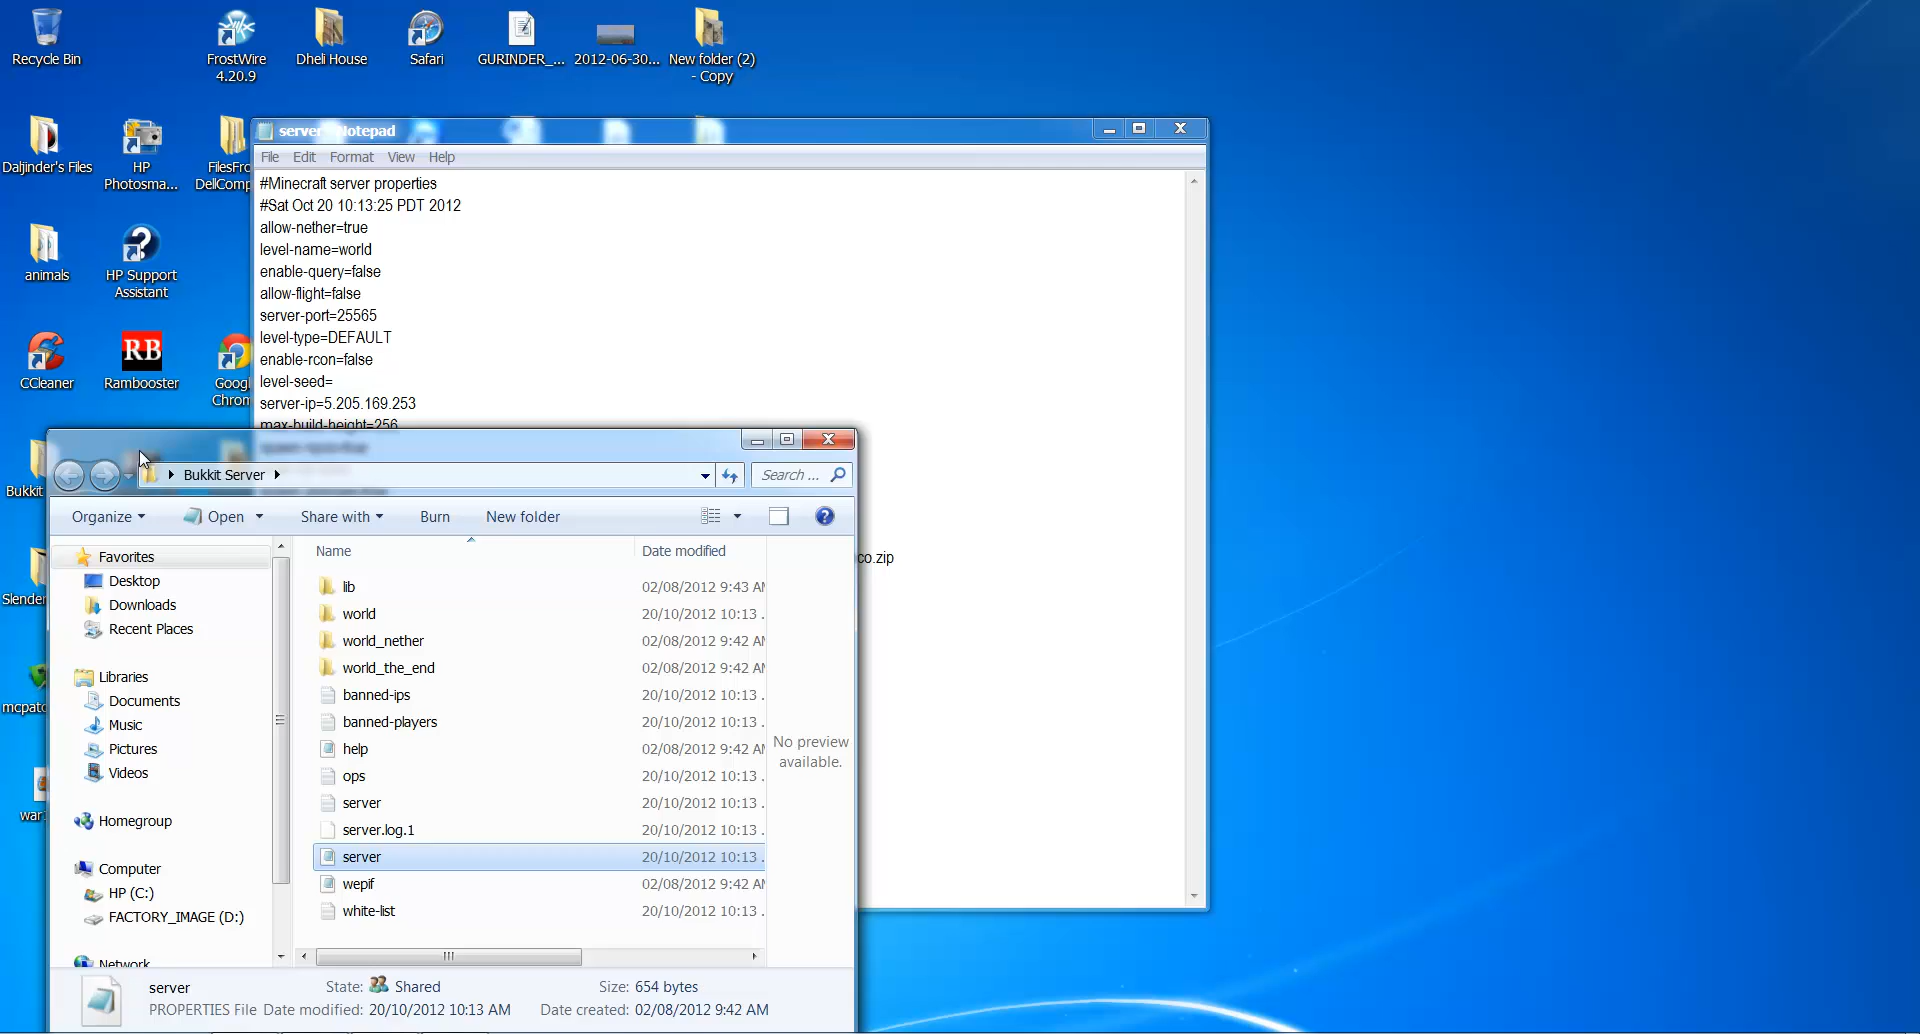 Recycle Bin
FrostWire
4.20.9
Dheli House
Safari
GURINDER_...
2012-06-30...
New folder (2)
- Copy
Daljinder's Files
HP
Photosma...
FilesFro
DellComp
animals
HP Support
Assistant
CCleaner
RB
Rambooster
Goog
Chrom
Bukkit
Slender
mcpato
war
server
Notepad
File Edit Format View Help
#Minecraft server properties
#Sat Oct 20 10:13:25 PDT 2012
allow-nether=true
level-name=world
enable-query=false
allow-flight=false
server-port=25565
level-type=DEFAULT
enable-rcon=false
level-seed=
server-ip=5.205.169.253
max-build-height=256
co.zip
Bukkit Server
Search ...
Organize Open Share with Burn New folder
Favorites
Desktop
Downloads
Recent Places
Libraries
Documents
Music
Pictures
Videos
Homegroup
Computer
HP (C:)
FACTORY_IMAGE (D:)
Network
Name Date modified
lib 02/08/2012 9:43 AM
world 20/10/2012 10:13 .
world_nether 02/08/2012 9:42 AM
world_the_end 02/08/2012 9:42 AM
banned-ips 20/10/2012 10:13 .
banned-players 20/10/2012 10:13 .
help 02/08/2012 9:42 AM
ops 20/10/2012 10:13 .
server 20/10/2012 10:13 .
server.log.1 20/10/2012 10:13 .
server 20/10/2012 10:13 .
wepif 02/08/2012 9:42 AM
white-list 20/10/2012 10:13 .
No preview
available.
server State: Shared Size: 654 bytes
PROPERTIES File Date modified: 20/10/2012 10:13 AM Date created: 02/08/2012 9:42 AM